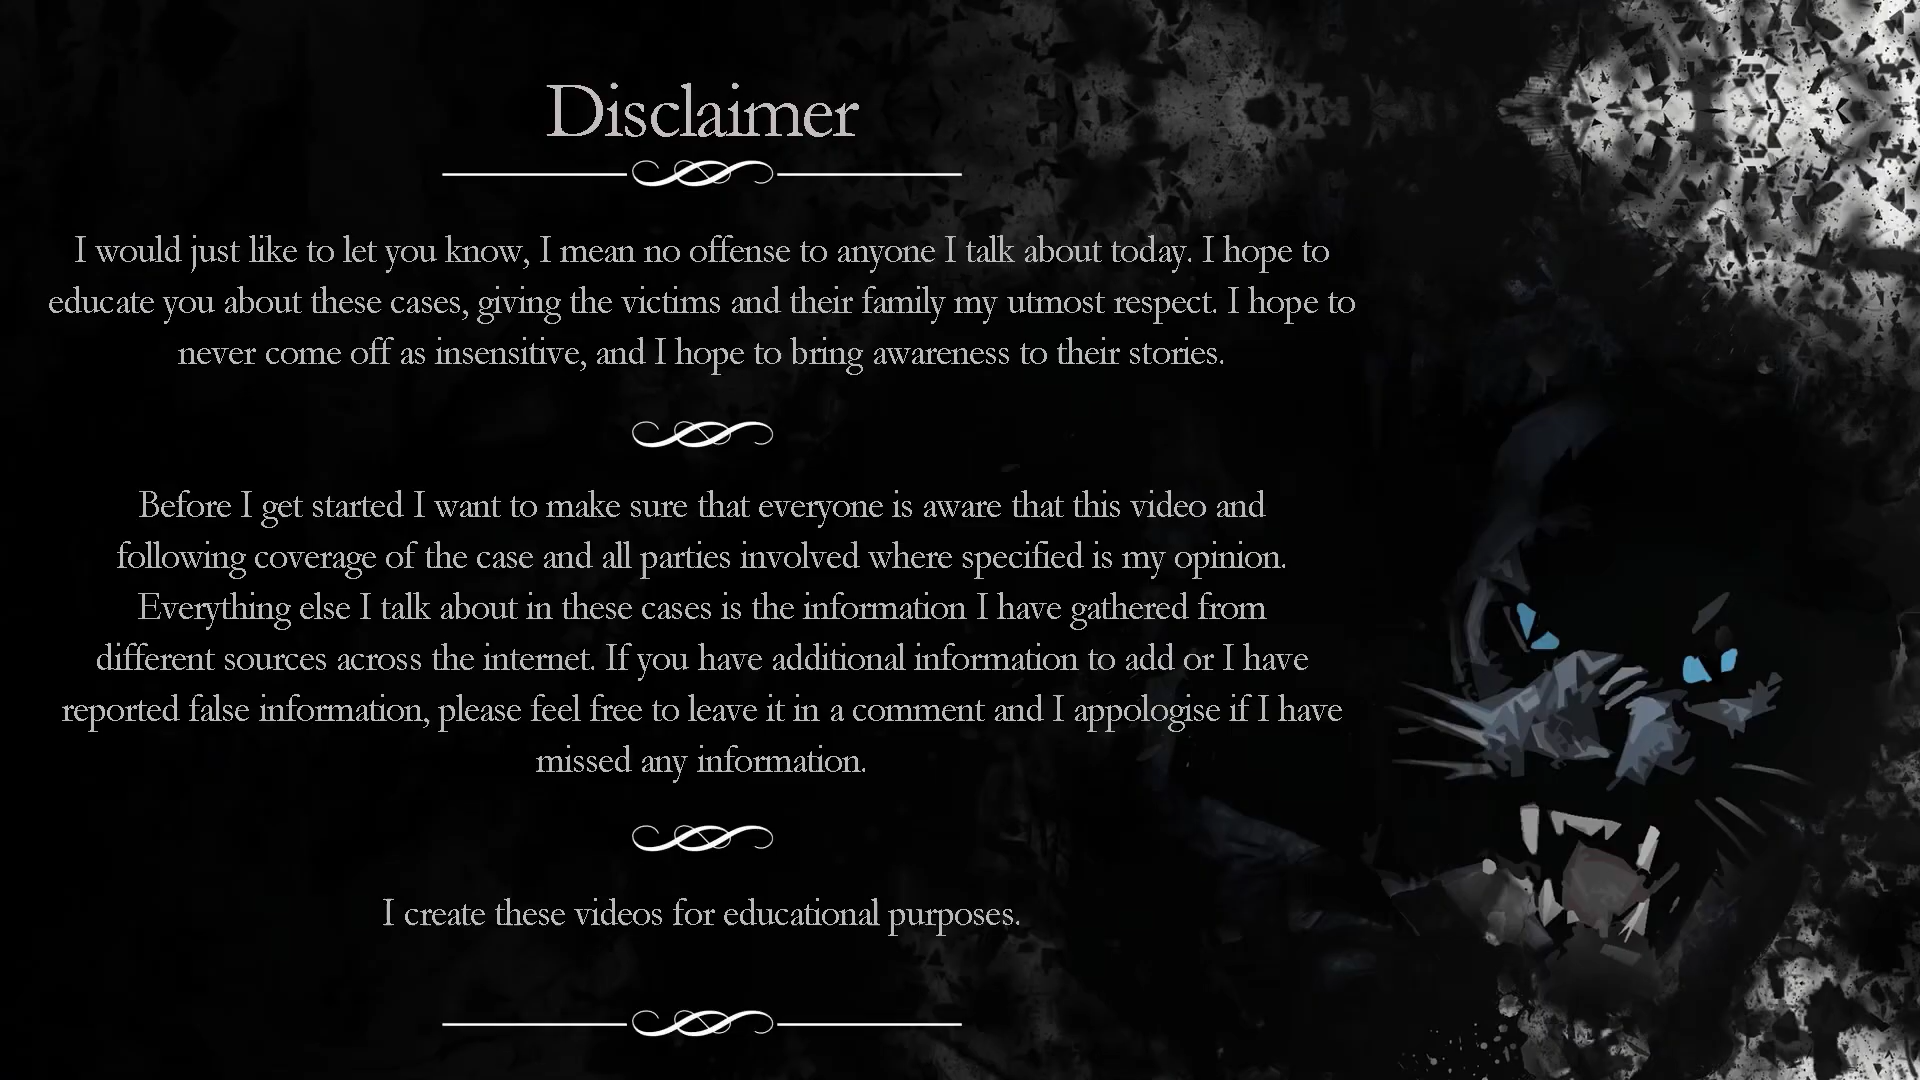 Disclaimer
I would just like to let you know, I mean no offense to anyone I talk about today. I hope to
educate you about these cases, giving the victims and their family my utmost respect. I hope to
never come off as insensitive, and I hope to bring awareness to their stories.
Before I get started I want to make sure that everyone is aware that this video and
following coverage of the case and all parties involved where specified is my opinion.
Everything else I talk about in these cases is the information I have gathered from
different sources across the internet. If you have additional information to add or I have
reported false information, please feel free to leave it in a comment and I appologise if I have
missed any information.
I create these videos for educational purposes.